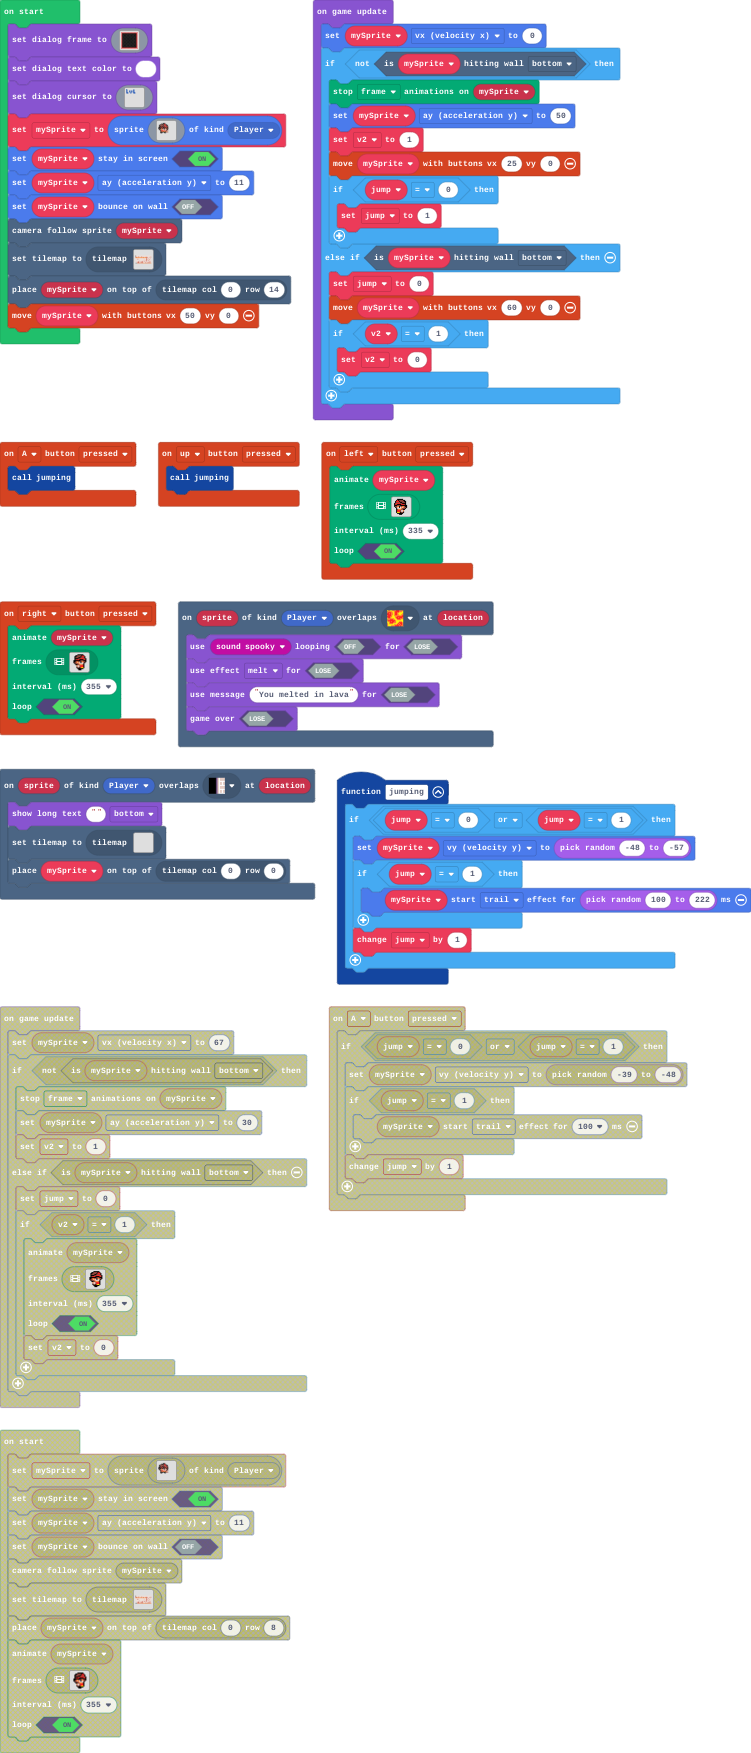 on start
set dialog frame to
set dialog text color to
set dialog cursor to
set mySprite to sprite of kind Player
set mySprite stay in screen ON
set mySprite ay (acceleration y) to 11
set mySprite bounce on wall OFF
camera follow sprite mySprite
set tilemap to tilemap
place mySprite on top of tilemap col 0 row 14
move mySprite with buttons vx 50 vy 0
on game update
set mySprite vx (velocity x) to 0
if not is mySprite hitting wall bottom then
stop frame animations on mySprite
set mySprite ay (acceleration y) to 50
set v2 to 1
move mySprite with buttons vx 25 vy 0
if jump = 0 then
set jump to 1
else if is mySprite hitting wall bottom then
set jump to 0
move mySprite with buttons vx 60 vy 0
if v2 = 1 then
set v2 to 0
on A button pressed
call jumping
on up button pressed
call jumping
on left button pressed
animate mySprite
frames
interval (ms) 335
loop ON
on right button pressed
animate mySprite
frames
interval (ms) 355
loop ON
on sprite of kind Player overlaps at location
use sound spooky looping OFF for LOSE
use effect melt for LOSE
use message "You melted in lava" for LOSE
game over LOSE
on sprite of kind Player overlaps at location
show long text " " bottom
set tilemap to tilemap
place mySprite on top of tilemap col 0 row 0
function jumping
if jump = 0 or jump = 1 then
set mySprite vy (velocity y) to pick random -48 to -57
if jump = 1 then
mySprite start trail effect for pick random 100 to 222 ms
change jump by 1
on game update
set mySprite vx (velocity x) to 67
if not is mySprite hitting wall bottom then
stop frame animations on mySprite
set mySprite ay (acceleration y) to 30
set v2 to 1
else if is mySprite hitting wall bottom then
set jump to 0
if v2 = 1 then
animate mySprite
frames
interval (ms) 355
loop ON
set v2 to 0
on A button pressed
if jump = 0 or jump = 1 then
set mySprite vy (velocity y) to pick random -39 to -48
if jump = 1 then
mySprite start trail effect for 100 ms
change jump by 1
on start
set mySprite to sprite of kind Player
set mySprite stay in screen ON
set mySprite ay (acceleration y) to 11
set mySprite bounce on wall OFF
camera follow sprite mySprite
set tilemap to tilemap
place mySprite on top of tilemap col 0 row 8
animate mySprite
frames
interval (ms) 355
loop ON